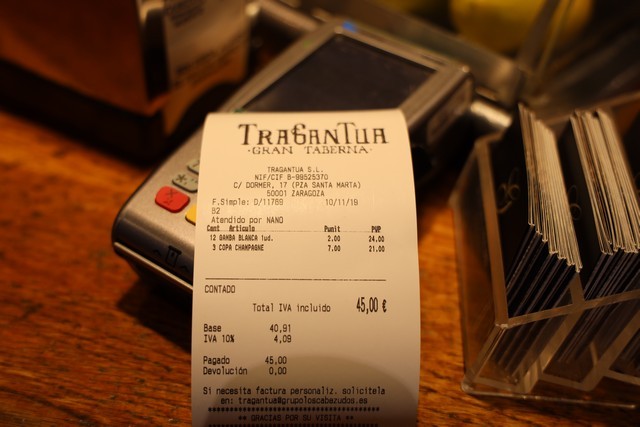 TRAGANTUA
·GRAN TABERNA·
TRAGANTUA S.L.
NIF/CIF B-99525370
C/ DORMER, 17 (PZA SANTA MARTA)
50001 ZARAGOZA
F.Simple: D/11769 10/11/19
B2
Atendido por NANO
Cant Articulo Punit PVP
12 GAMBA BLANCA 1ud. 2.00 24.00
3 COPA CHAMPAGNE 7.00 21.00
CONTADO
Total IVA incluido 45,00 €
Base 40,91
IVA 10% 4,09
Pagado 45,00
Devolución 0,00
Si necesita factura personaliz. solicitela
en: tragantua@grupoloscabezudos.es
** GRACIAS POR SU VISITA **